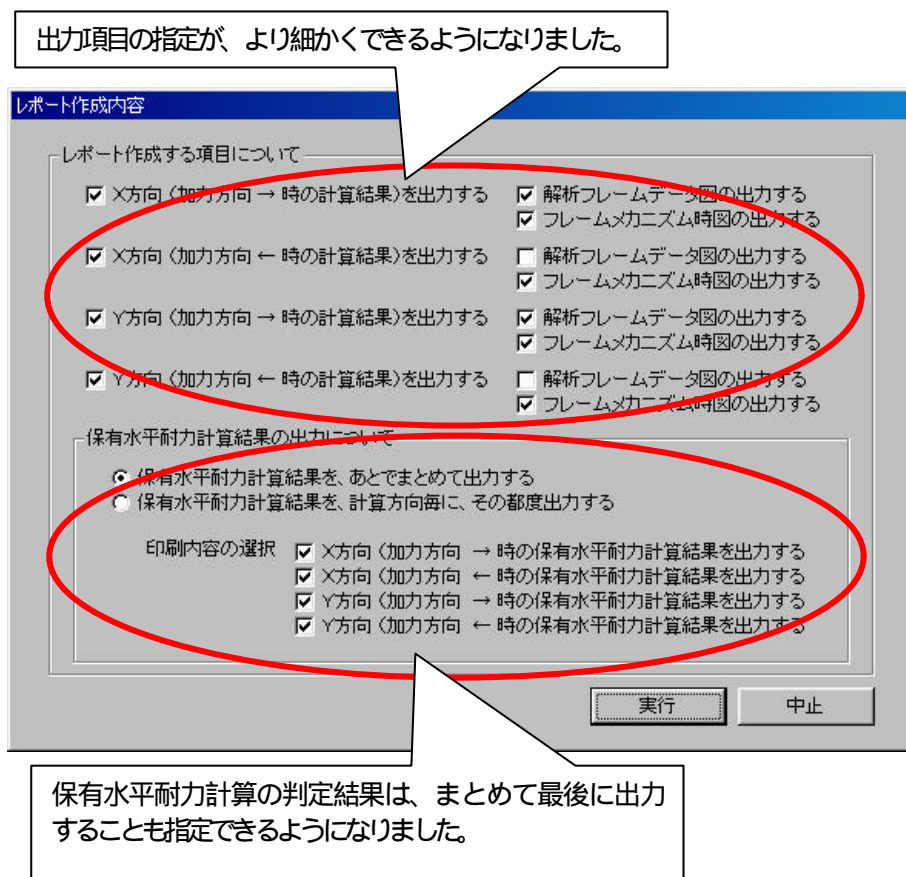 出力項目の指定が、より細かくできるようになりました。
レポート作成内容
レポート作成する項目について
X方向（加力方向 → 時の計算結果）を出力する 解析フレームデータ図の出力する
フレームメカニズム時図の出力する
X方向（加力方向 ← 時の計算結果）を出力する 解析フレームデータ図の出力する
フレームメカニズム時図の出力する
Y方向（加力方向 → 時の計算結果）を出力する 解析フレームデータ図の出力する
フレームメカニズム時図の出力する
Y方向（加力方向 ← 時の計算結果）を出力する 解析フレームデータ図の出力する
フレームメカニズム時図の出力する
保有水平耐力計算結果の出力について
保有水平耐力計算結果を、あとでまとめて出力する
保有水平耐力計算結果を、計算方向毎に、その都度出力する
印刷内容の選択 X方向（加力方向 → 時の保有水平耐力計算結果を出力する
X方向（加力方向 ← 時の保有水平耐力計算結果を出力する
Y方向（加力方向 → 時の保有水平耐力計算結果を出力する
Y方向（加力方向 ← 時の保有水平耐力計算結果を出力する
実行 中止
保有水平耐力計算の判定結果は、まとめて最後に出力
することも指定できるようになりました。